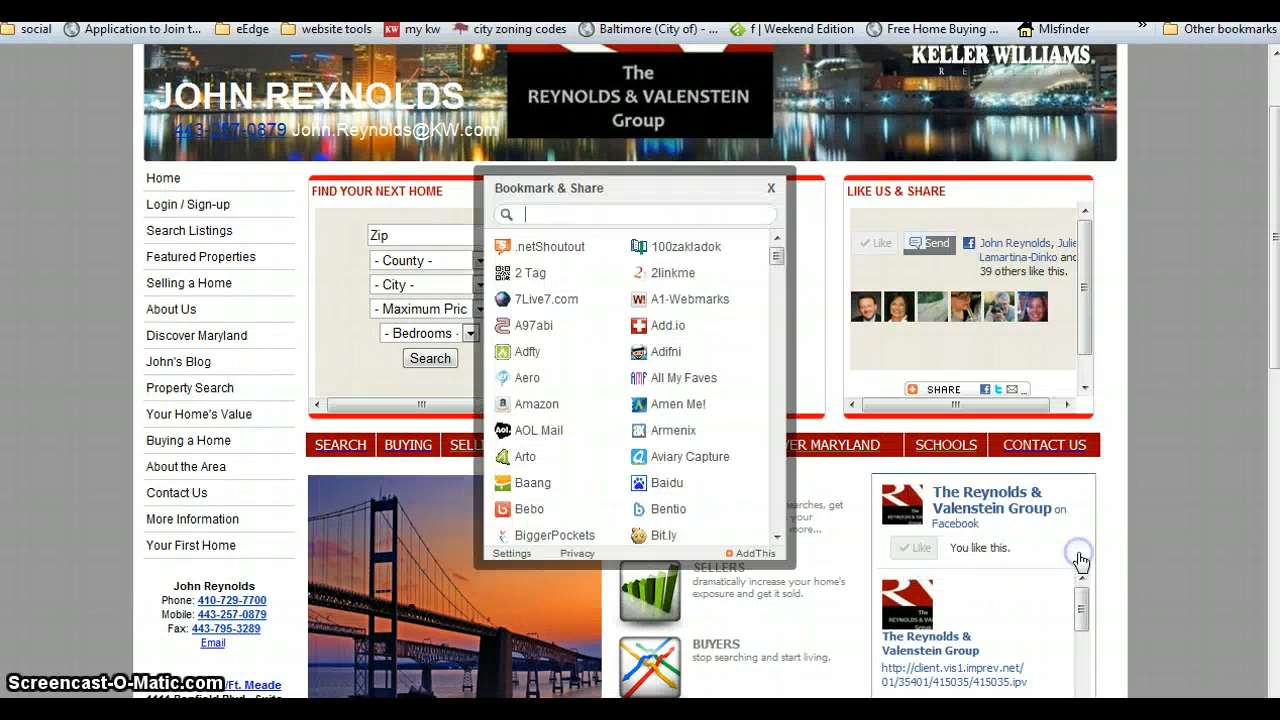 social
Application to Join t...
eEdge
website tools
my kw
city zoning codes
Baltimore (City of) - ...
f | Weekend Edition
Free Home Buying ...
Mlsfinder
»
Other bookmarks
JOHN REYNOLDS
443-257-0879 John.Reynolds@KW.com
The
REYNOLDS & VALENSTEIN
Group
KELLER WILLIAMS.
R E A L T Y
Home
Login / Sign-up
Search Listings
Featured Properties
Selling a Home
About Us
Discover Maryland
John's Blog
Property Search
Your Home's Value
Buying a Home
About the Area
Contact Us
More Information
Your First Home
John Reynolds
Phone: 410-729-7700
Mobile: 443-257-0879
Fax: 443-795-3289
Email
/Ft. Meade
FIND YOUR NEXT HOME
Zip
- County -
- City -
- Maximum Pric
- Bedrooms -
Search
Bookmark & Share X
.netShoutout 100zakladok
2 Tag 2linkme
7Live7.com A1-Webmarks
A97abi Add.io
Adfty Adifni
Aero All My Faves
Amazon Amen Me!
AOL Mail Armenix
Arto Aviary Capture
Baang Baidu
Bebo Bentio
BiggerPockets Bit.ly
Settings Privacy AddThis
LIKE US & SHARE
Like Send John Reynolds, Julie
Lamartina-Dinko and
39 others like this.
SHARE ...
SEARCH BUYING SELL VER MARYLAND SCHOOLS CONTACT US
searches, get
your
more...
SELLERS
dramatically increase your home's
exposure and get it sold.
BUYERS
stop searching and start living.
The Reynolds &
Valenstein Group on
Facebook
Like You like this.
The Reynolds &
Valenstein Group
http://client.vis1.imprev.net/
01/35401/415035/415035.ipv
Screencast-O-Matic.com